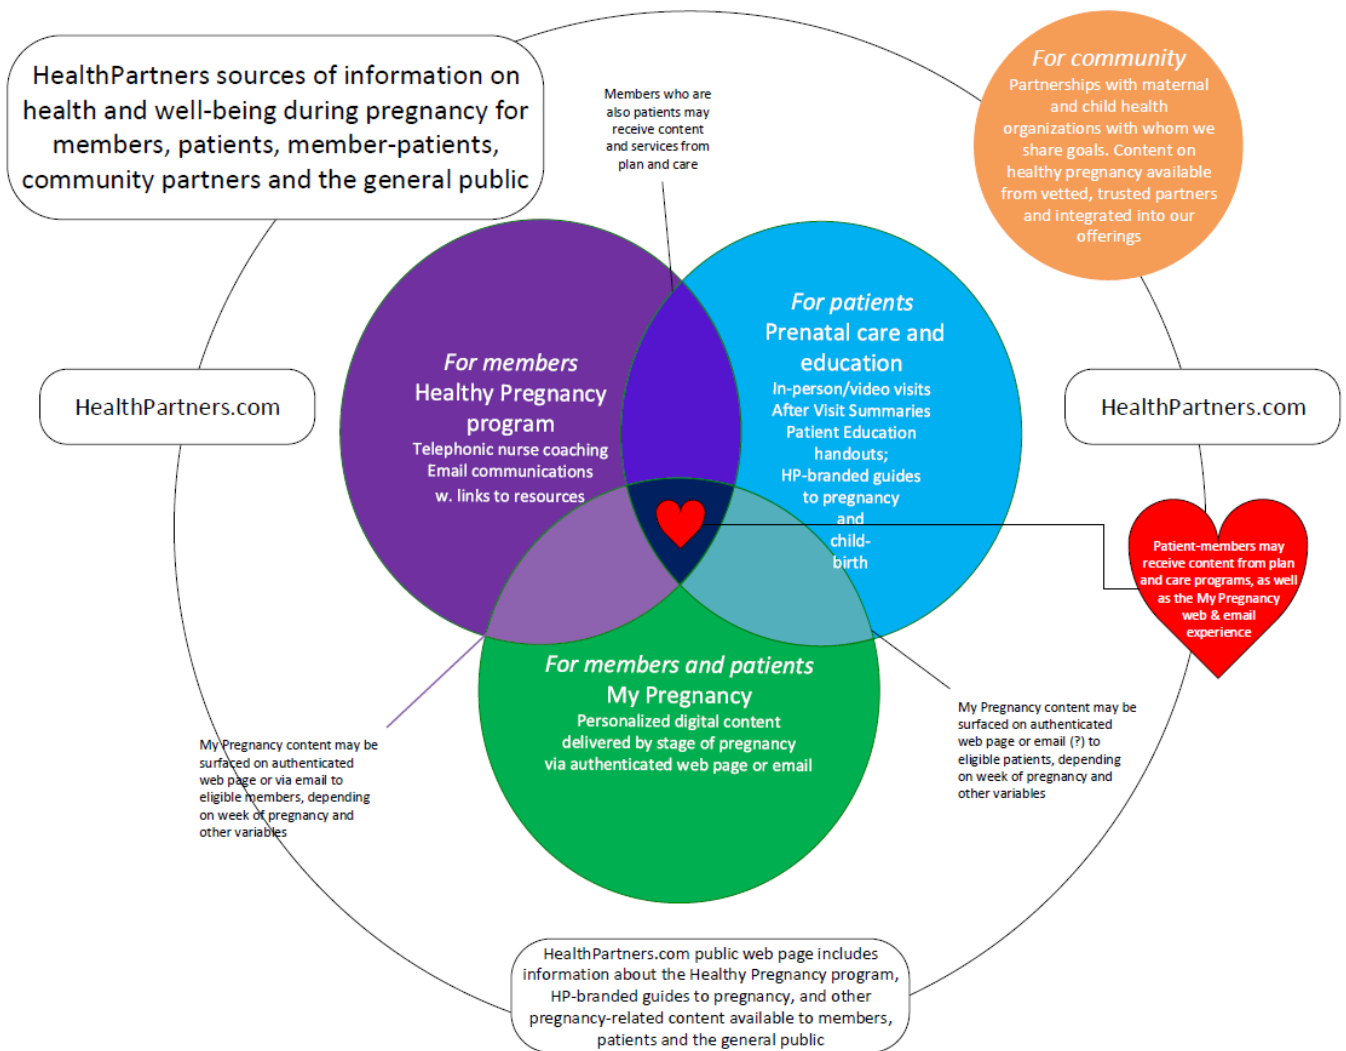 HealthPartners sources of information on
health and well-being during pregnancy for
members, patients, member-patients,
community partners and the general public
Members who are
also patients may
receive content
and services from
plan and care
For community
Partnerships with maternal
and child health
organizations with whom we
share goals. Content on
healthy pregnancy available
from vetted, trusted partners
and integrated into our
offerings
HealthPartners.com
For members
Healthy Pregnancy
program
Telephonic nurse coaching
Email communications
w. links to resources
For patients
Prenatal care and
education
In-person/video visits
After Visit Summaries
Patient Education
handouts;
HP-branded guides
to pregnancy
and
child-
birth
HealthPartners.com
Patient-members may
receive content from plan
and care programs, as well
as the My Pregnancy
web & email
experience
For members and patients
My Pregnancy
Personalized digital content
delivered by stage of pregnancy
via authenticated web page or email
My Pregnancy content may be
surfaced on authenticated
web page or via email to
eligible members, depending
on week of pregnancy and
other variables
My Pregnancy content may be
surfaced on authenticated
web page or email (?) to
eligible patients, depending
on week of pregnancy and
other variables
HealthPartners.com public web page includes
information about the Healthy Pregnancy program,
HP-branded guides to pregnancy, and other
pregnancy-related content available to members,
patients and the general public